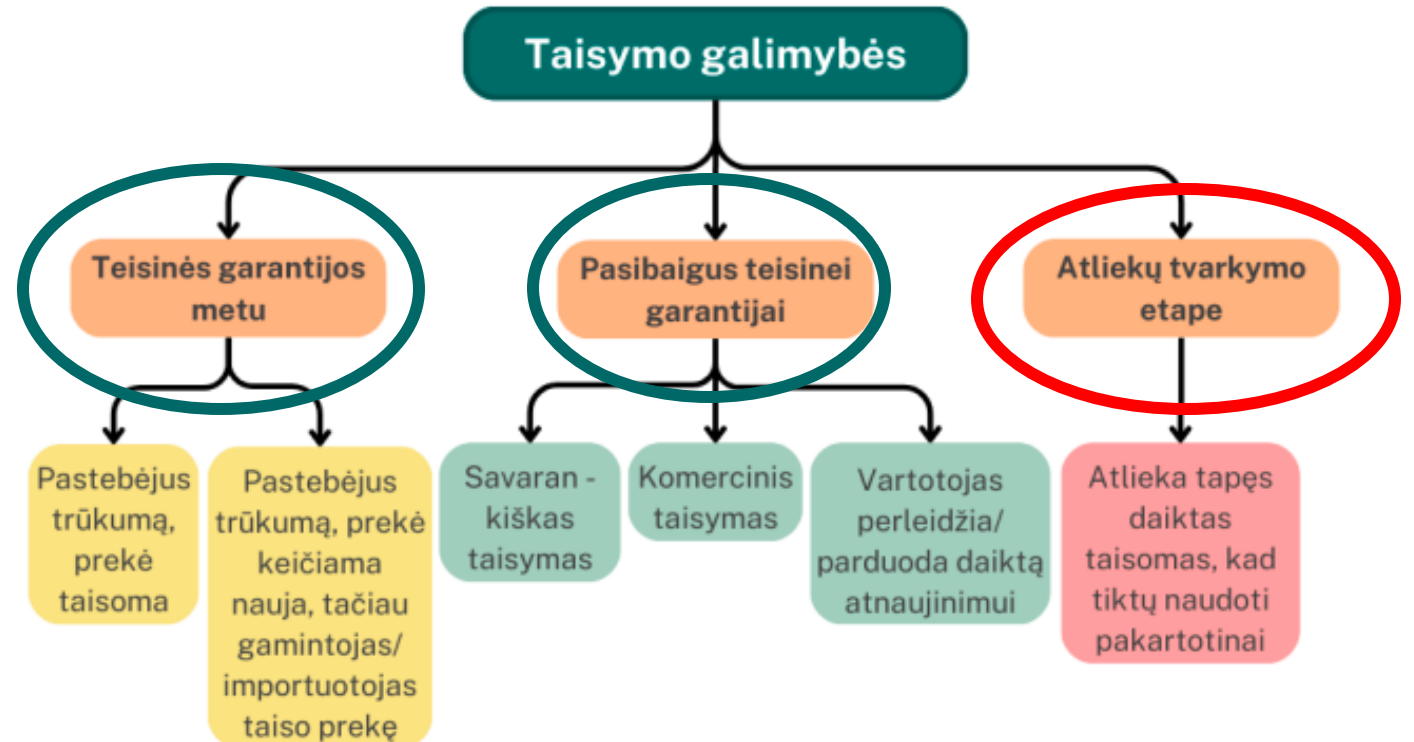 Taisymo galimybės
Teisinės garantijos
metu
Pasibaigus teisinei
garantijai
Atliekų tvarkymo
etape
Pastebėjus
trūkumą,
prekė
taisoma
Pastebėjus
trūkumą, prekė
keičiama
nauja, tačiau
gamintojas/
importuotojas
taiso prekę
Savaran -
kiškas
taisymas
Komercinis
taisymas
Vartotojas
perleidžia/
parduoda daiktą
atnaujinimui
Atlieka tapęs
daiktas
taisomas, kad
tiktų naudoti
pakartotinai